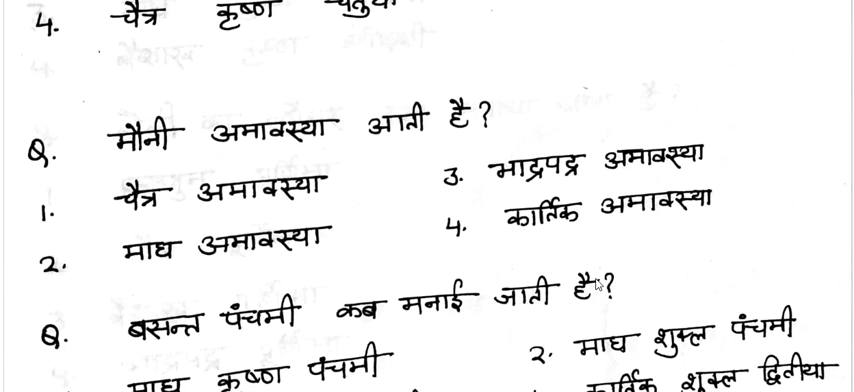 4. चैत्र कृष्ण
Q. मौनी अमावस्या आती है?
1. चैत्र अमावस्या 3. भाद्रपद्र अमावश्या
2. माघ अमावस्या 4. कार्तिक अमावस्या
Q. बसन्त पंचमी कब मनाई जाती है?
माघ कृष्ण पंचमी 2. माघ शुक्ल पंचमी
कार्तिक शुक्ल द्वितीया